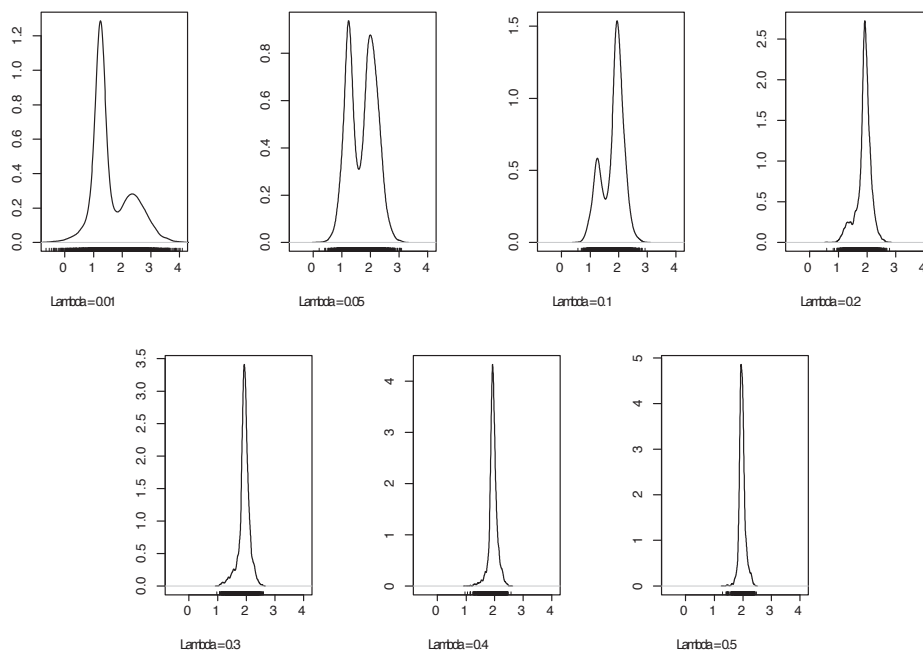 0.0 0.2 0.4 0.6 0.8 1.0 1.2
0 1 2 3 4
Lambda=0.01
0.0 0.2 0.4 0.6 0.8
0 1 2 3 4
Lambda=0.05
0.0 0.5 1.0 1.5
0 1 2 3 4
Lambda=0.1
0.0 0.5 1.0 1.5 2.0 2.5
0 1 2 3 4
Lambda=0.2
0.0 0.5 1.0 1.5 2.0 2.5 3.0 3.5
0 1 2 3 4
Lambda=0.3
0 1 2 3 4
0 1 2 3 4
Lambda=0.4
0 1 2 3 4 5
0 1 2 3 4
Lambda=0.5